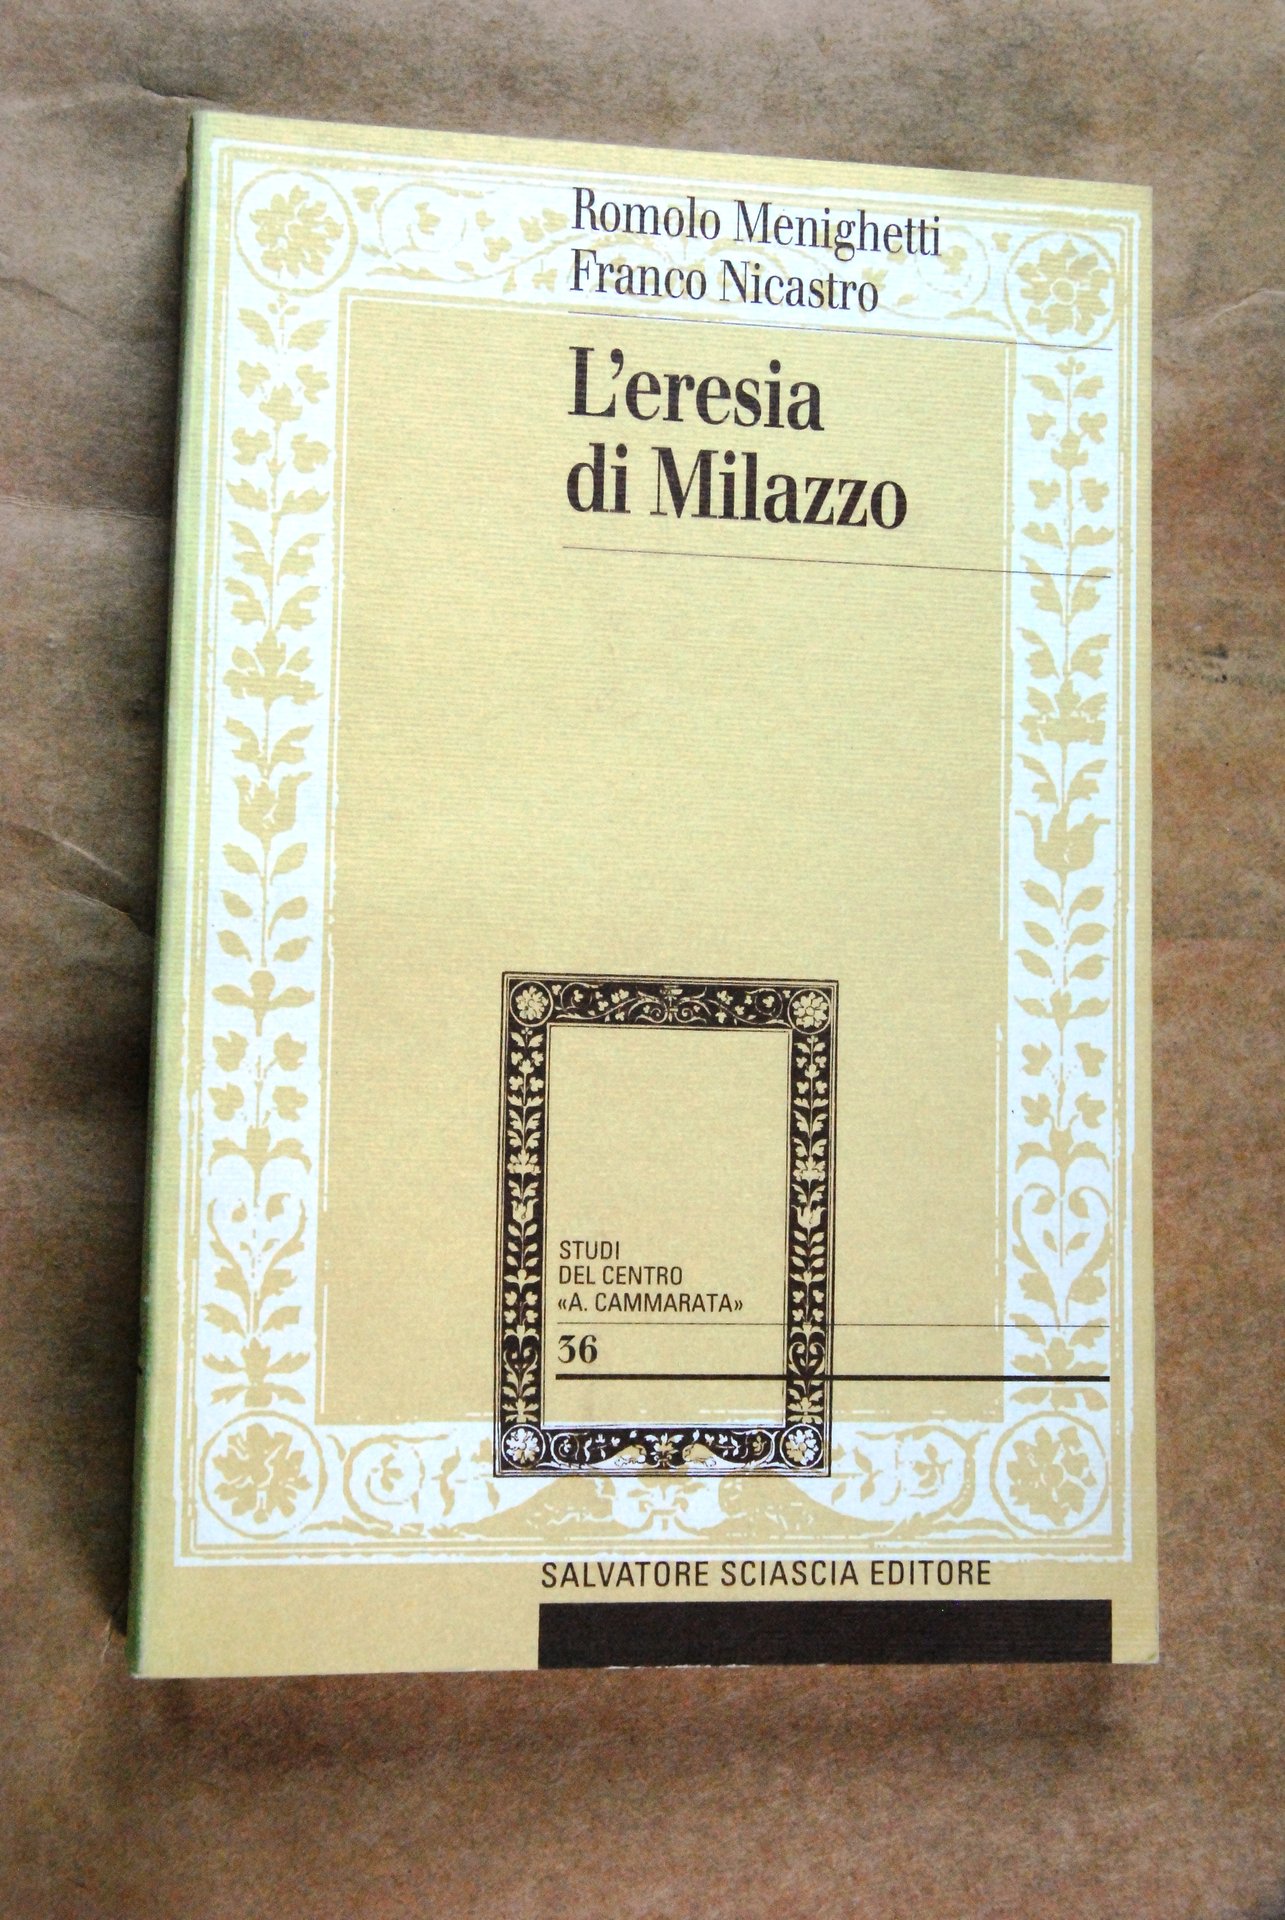 Romolo Menighetti
Franco Nicastro
L'eresia
di Milazzo
STUDI
DEL CENTRO
«A. CAMMARATA»
36
SALVATORE SCIASCIA EDITORE